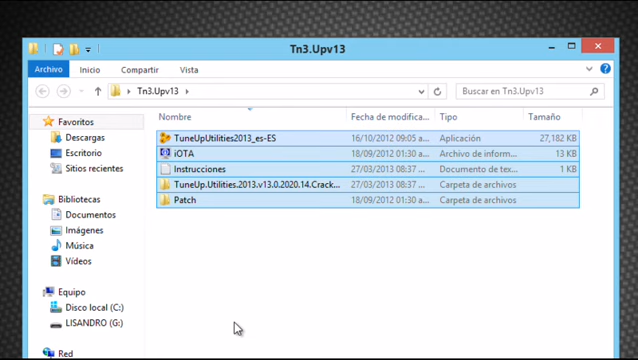 Tn3.Upv13
Archivo Inicio Compartir Vista
Tn3.Upv13 Buscar en Tn3.Upv13
Nombre Fecha de modifica... Tipo Tamaño
Favoritos
Descargas
Escritorio
Sitios recientes
Bibliotecas
Documentos
Imágenes
Música
Vídeos
Equipo
Disco local (C:)
LISANDRO (G:)
Red
TuneUpUtilities2013_es-ES 16/10/2012 09:05 a... Aplicación 27,182 KB
iOTA 18/09/2012 01:30 a... Archivo de inform... 13 KB
Instrucciones 27/03/2013 08:37 ... Documento de tex... 1 KB
TuneUp.Utilities.2013.v13.0.2020.14.Crack... 27/03/2013 08:37 ... Carpeta de archivos
Patch 18/09/2012 01:30 a... Carpeta de archivos